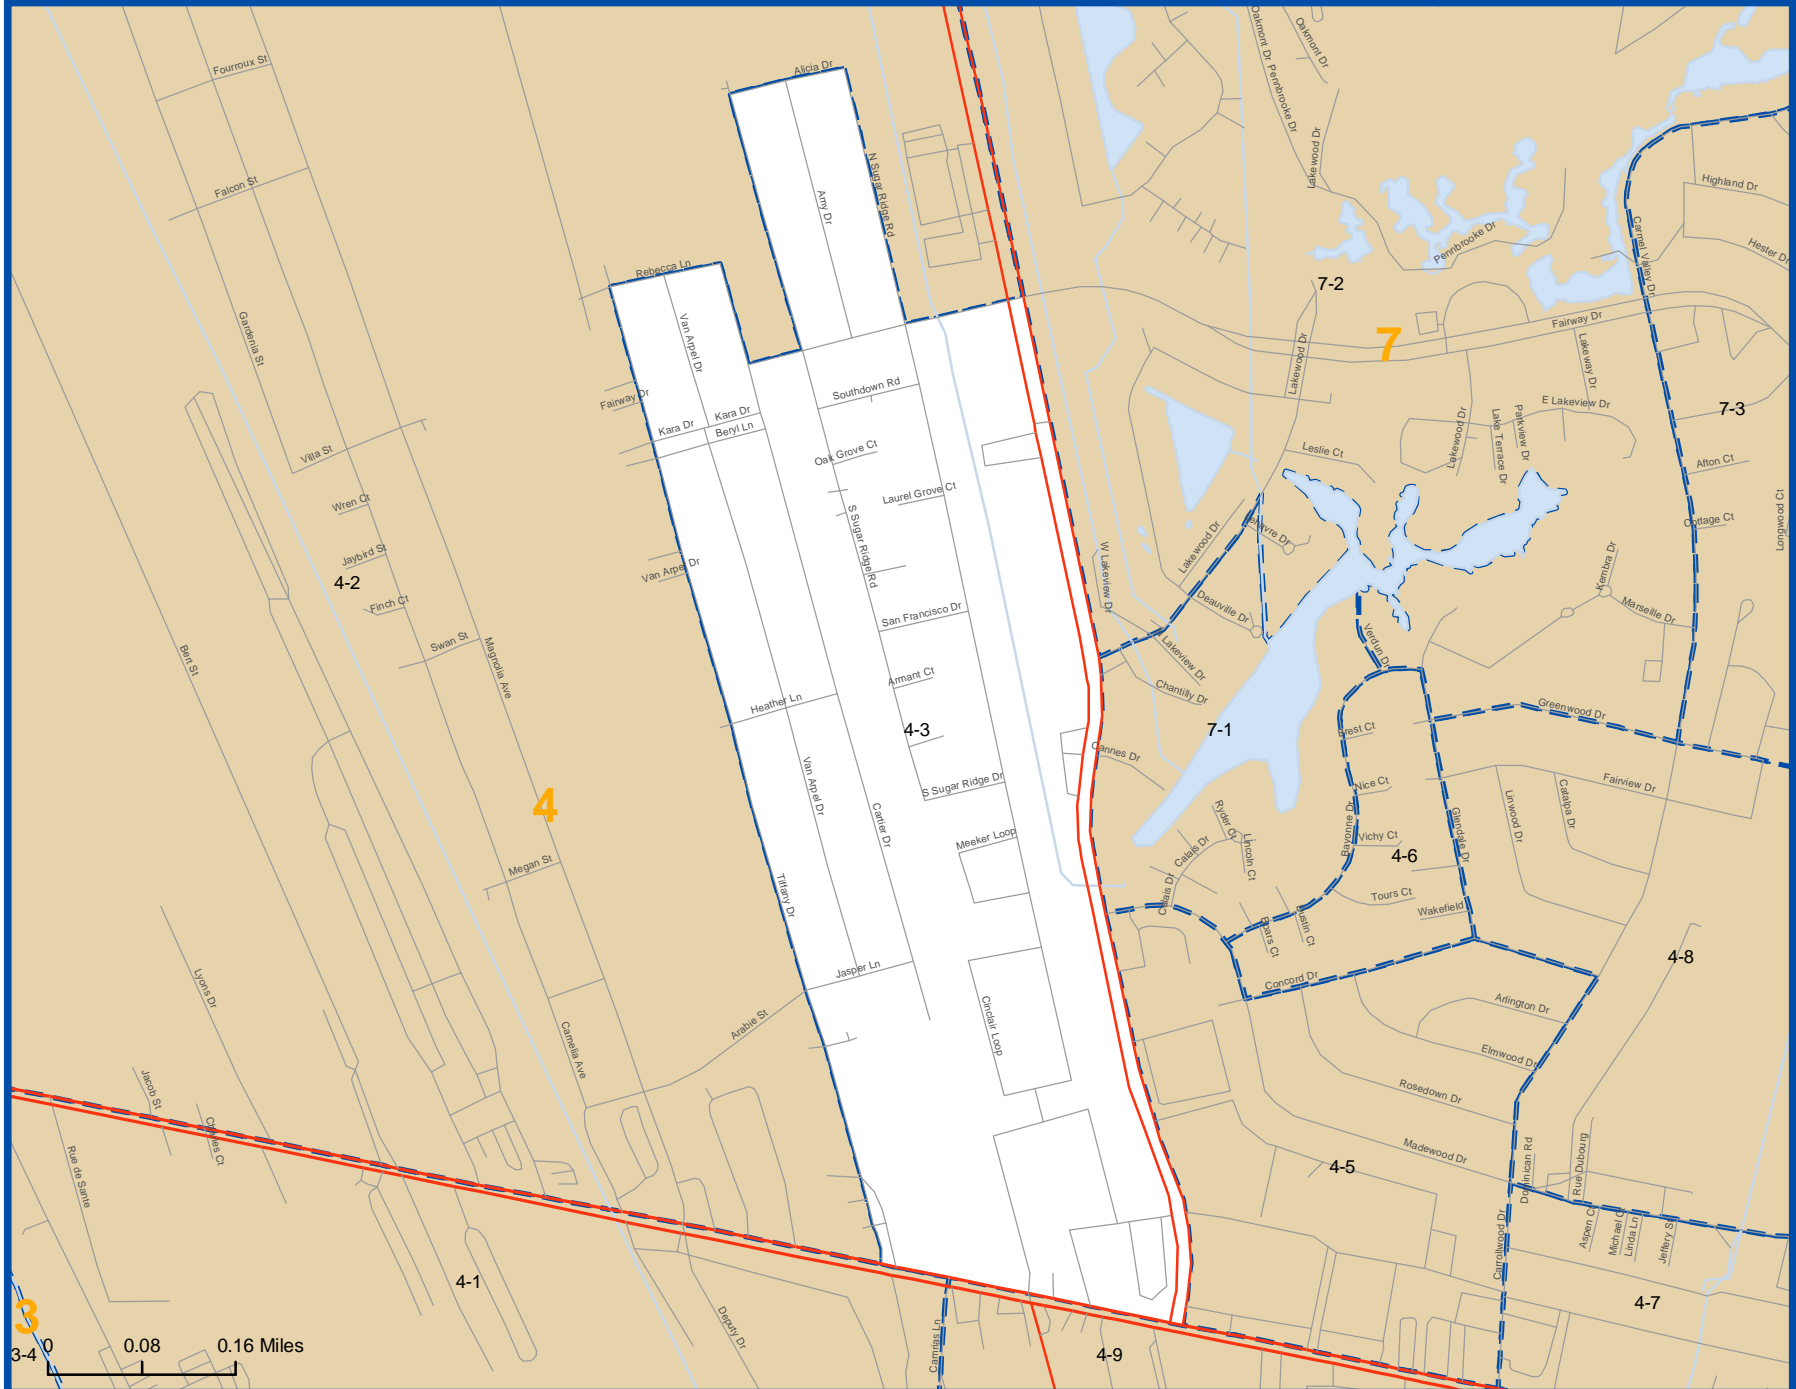 Fourroux St
Alicia Dr
Oakmont Dr
Oakmont Dr
Pennbrooke Dr
Lakewood Dr
Falcon St
Amy Dr
N Sugar Ridge Rd
Highland Dr
Carmel Valley Dr
Pennbrooke Dr
Hester Dr
Rebecca Ln
7-2
Gardenia St
Van Arpel Dr
7
Fairway Dr
Lakewood Dr
Lakeway Dr
Fairway Dr
Southdown Rd
E Lakeview Dr
7-3
Kara Dr
Kara Dr
Beryl Ln
Lakewood Dr
Lake Terrace Dr
Parkview Dr
Villa St
Oak Grove Ct
Leslie Ct
Afton Ct
Wren Ct
Laurel Grove Ct
Longwood Ct
Cottage Ct
S Sugar Ridge Rd
Lakewood Dr
Jaybird St
4-2
Van Arpel Dr
W Lakeview Dr
Kembra Dr
Finch Ct
San Francisco Dr
Deauville Dr
Marseille Dr
Swan St
Magnolia Ave
Bert St
Verdun Dr
Lakeview Dr
Armant Ct
Chantilly Dr
Heather Ln
4-3
7-1
Greenwood Dr
Brest Ct
Cannes Dr
Van Arpel Dr
S Sugar Ridge Dr
Nice Ct
Fairview Dr
4
Cartier Dr
Ryder Ct
Bayonne Dr
Glendale Dr
Linwood Dr
Catalpa Dr
Meeker Loop
Calais Dr
Lincoln Ct
Vichy Ct
4-6
Megan St
Tiffany Dr
Calais Dr
Tours Ct
Wakefield
Dustin Ct
4-8
Jasper Ln
Lyons Dr
Concord Dr
Arlington Dr
Arabie St
Cinclair Loop
Camelia Ave
Elmwood Dr
Jacob St
Rosedown Dr
Charles Ct
Rue de Sante
Madewood Dr
4-5
Dominican Rd
Rue Dubourg
Carrollwood Dr
Aspen Ct
Michael Ct
Linda Ln
Jeffery St
4-1
4-7
3
Deputy Dr
Camrias Ln
4-9
3-4
0 0.08 0.16 Miles